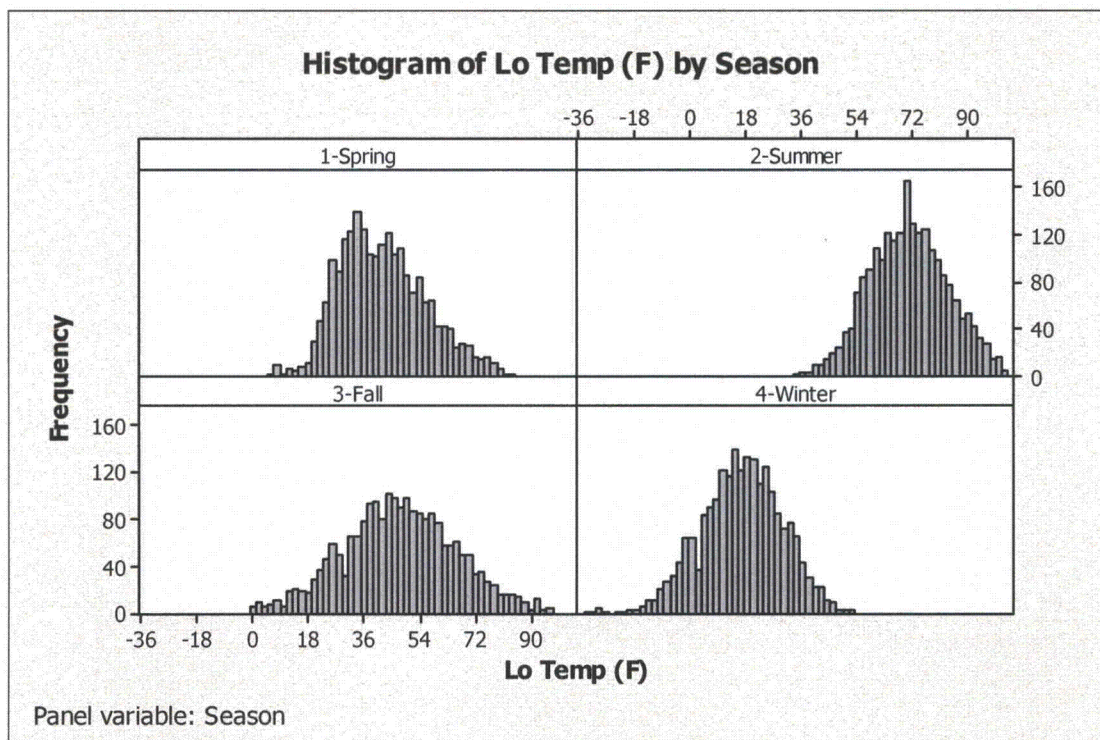 Histogram of Lo Temp (F) by Season
-36 -18 0 18 36 54 72 90
1-Spring 2-Summer
160
120
80
40
0
3-Fall 4-Winter
160
120
80
40
0
-36 -18 0 18 36 54 72 90
Frequency
Lo Temp (F)
Panel variable: Season